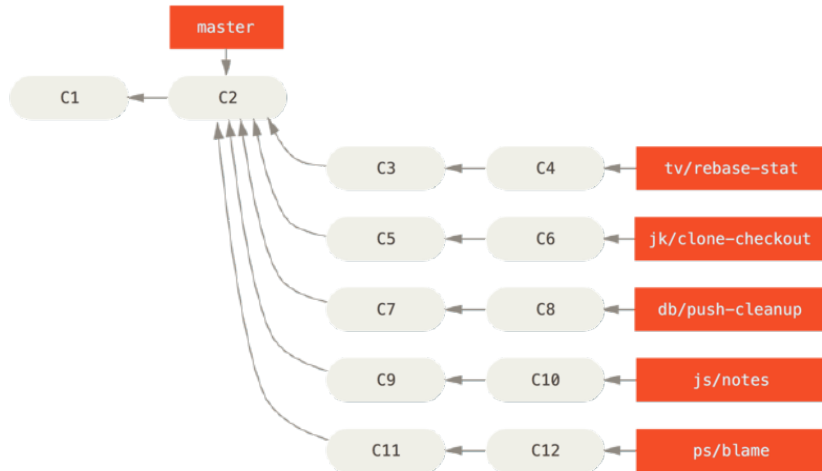 master
C1 C2
C3 C4 tv/rebase-stat
C5 C6 jk/clone-checkout
C7 C8 db/push-cleanup
C9 C10 js/notes
C11 C12 ps/blame